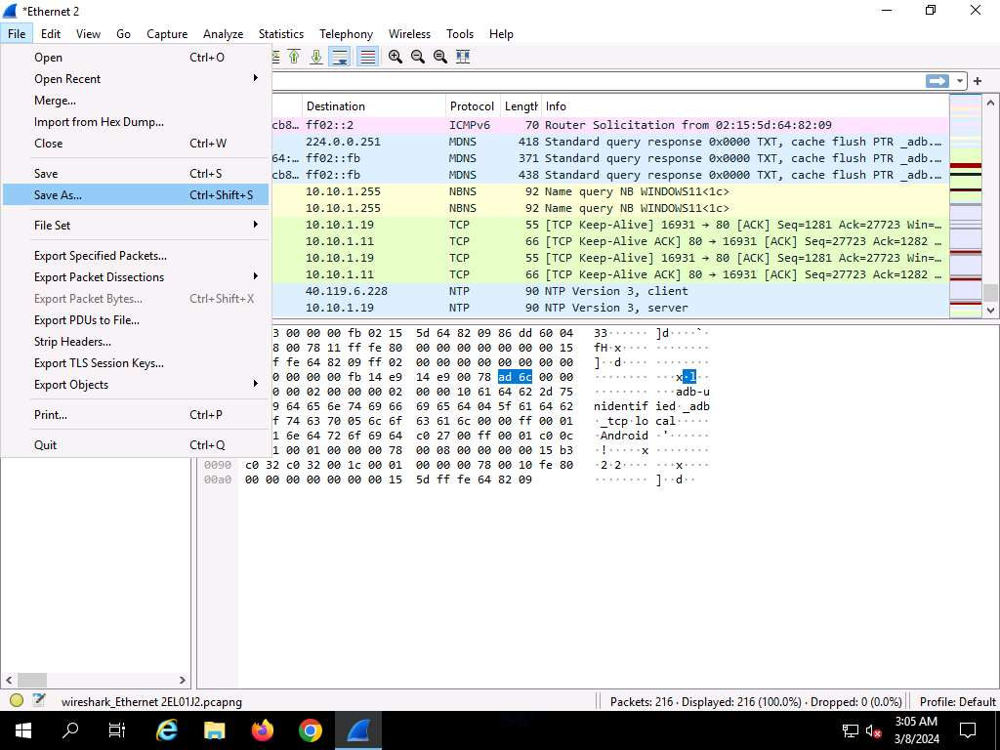 *Ethernet 2
File Edit View Go Capture Analyze Statistics Telephony Wireless Tools Help
Open Ctrl+O
Open Recent
Merge...
Import from Hex Dump...
Close Ctrl+W
Save Ctrl+S
Save As... Ctrl+Shift+S
File Set
Export Specified Packets...
Export Packet Dissections
Export Packet Bytes... Ctrl+Shift+X
Export PDUs to File...
Strip Headers...
Export TLS Session Keys...
Export Objects
Print... Ctrl+P
Quit Ctrl+Q
Destination Protocol Length Info
cb8… ff02::2 ICMPv6 70 Router Solicitation from 02:15:5d:64:82:09
224.0.0.251 MDNS 418 Standard query response 0x0000 TXT, cache flush PTR _adb.…
64:… ff02::fb MDNS 371 Standard query response 0x0000 TXT, cache flush PTR _adb.…
cb8… ff02::fb MDNS 438 Standard query response 0x0000 TXT, cache flush PTR _adb.…
10.10.1.255 NBNS 92 Name query NB WINDOWS11<1c>
10.10.1.255 NBNS 92 Name query NB WINDOWS11<1c>
10.10.1.19 TCP 55 [TCP Keep-Alive] 16931 → 80 [ACK] Seq=1281 Ack=27723 Win=…
10.10.1.11 TCP 66 [TCP Keep-Alive ACK] 80 → 16931 [ACK] Seq=27723 Ack=1282 …
10.10.1.19 TCP 55 [TCP Keep-Alive] 16931 → 80 [ACK] Seq=1281 Ack=27723 Win=…
10.10.1.11 TCP 66 [TCP Keep-Alive ACK] 80 → 16931 [ACK] Seq=27723 Ack=1282 …
40.119.6.228 NTP 90 NTP Version 3, client
10.10.1.19 NTP 90 NTP Version 3, server
3 00 00 00 fb 02 15 5d 64 82 09 86 dd 60 04 33······ ]d····`·
8 00 78 11 ff fe 80 00 00 00 00 00 00 00 15 fH·x···· ········
f fe 64 82 09 ff 02 00 00 00 00 00 00 00 00 ]··d···· ········
0 00 00 00 fb 14 e9 14 e9 00 78 ad 6c 00 00 ········ ···x·l··
0 00 00 02 00 00 00 02 00 00 10 61 64 62 2d 75 ········ ···adb-u
9 64 65 6e 74 69 66 69 65 64 04 5f 61 64 62 nidentif ied·_adb
f 74 63 70 05 6c 6f 63 61 6c 00 00 ff 00 01 ·_tcp·lo cal·····
1 6e 64 72 6f 69 64 c0 27 00 ff 00 01 c0 0c ·Android ·'······
1 00 01 00 00 00 78 00 08 00 00 00 00 15 b3 ·!·····x ········
0090 c0 32 c0 32 00 1c 00 01 00 00 00 78 00 10 fe 80 ·2·2···· ···x····
00a0 00 00 00 00 00 00 00 15 5d ff fe 64 82 09 ········ ]··d··
wireshark_Ethernet 2EL01J2.pcapng Packets: 216 · Displayed: 216 (100.0%) · Dropped: 0 (0.0%) Profile: Default
3:05 AM
3/8/2024